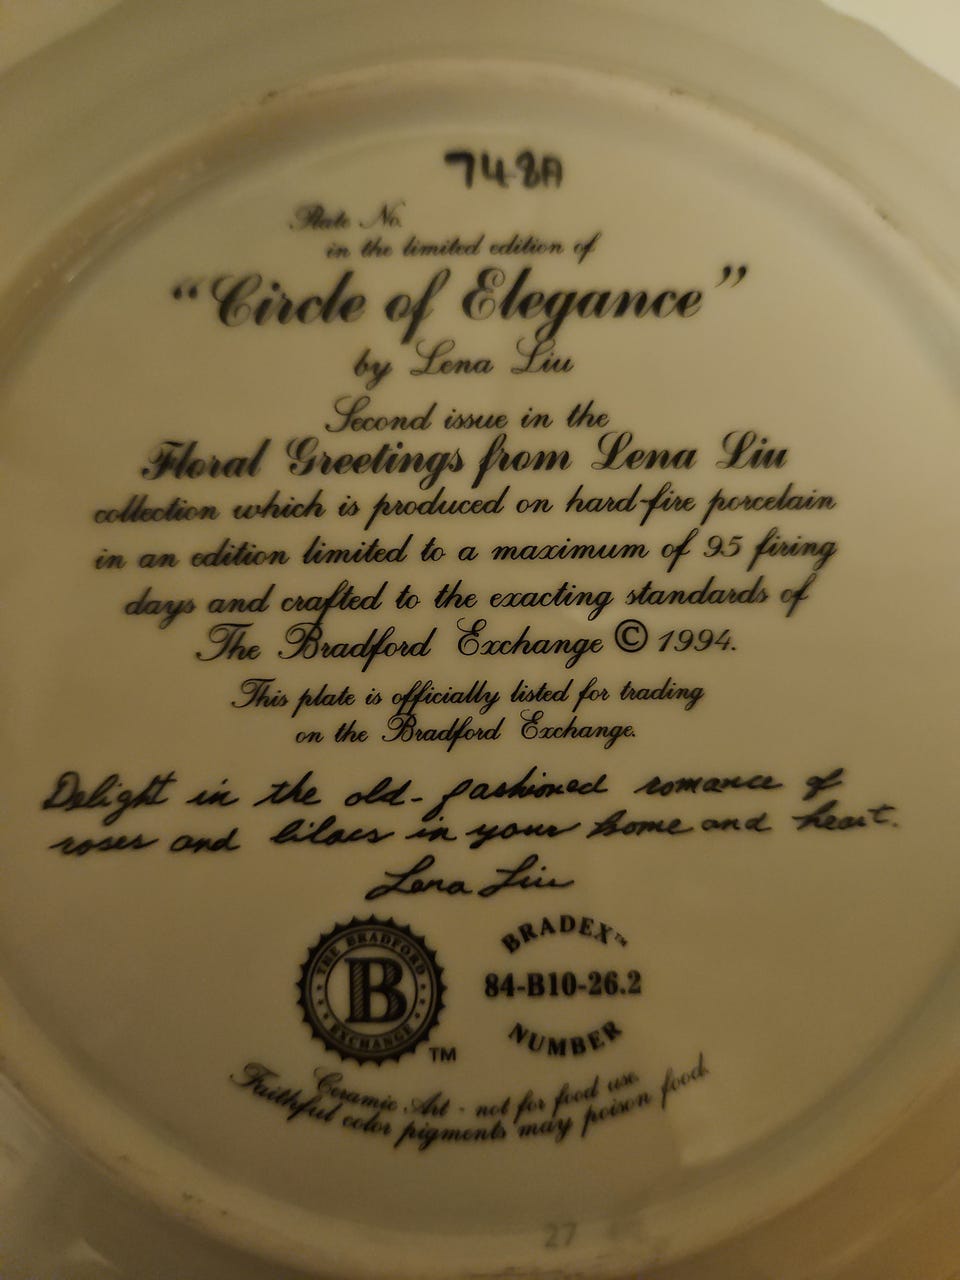 748A
Plate No.
in the limited edition of
“Circle of Elegance”
by Lena Liu
Second issue in the
Floral Greetings from Lena Liu
collection which is produced on hard-fire porcelain
in an edition limited to a maximum of 95 firing
days and crafted to the exacting standards of
The Bradford Exchange © 1994.
This plate is officially listed for trading
on the Bradford Exchange.
Delight in the old-fashioned romance of
roses and lilacs in your home and heart.
Lena Liu
THE BRADFORD
B
EXCHANGE
TM
BRADEX™
84-B10-26.2
NUMBER
Ceramic Art - not for food use.
Faithful color pigments may poison food.
27